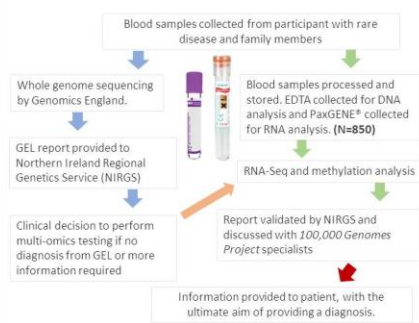 Blood samples collected from participant with rare
disease and family members
Whole genome sequencing
by Genomics England.
GEL report provided to
Northern Ireland Regional
Genetics Service (NIRGS)
Clinical decision to perform
multi-omics testing if no
diagnosis from GEL or more
information required
Blood samples processed and
stored. EDTA collected for DNA
analysis and PaxGENE® collected
for RNA analysis. (N=850)
RNA-Seq and methylation analysis
Report validated by NIRGS and
discussed with 100,000 Genomes
Project specialists
Information provided to patient, with the
ultimate aim of providing a diagnosis.